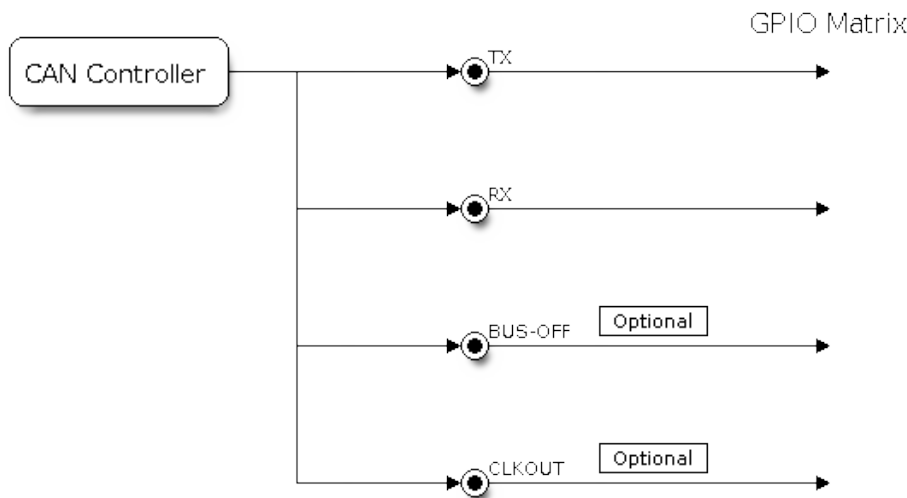 GPIO Matrix
CAN Controller
TX
RX
BUS-OFF
Optional
CLKOUT
Optional